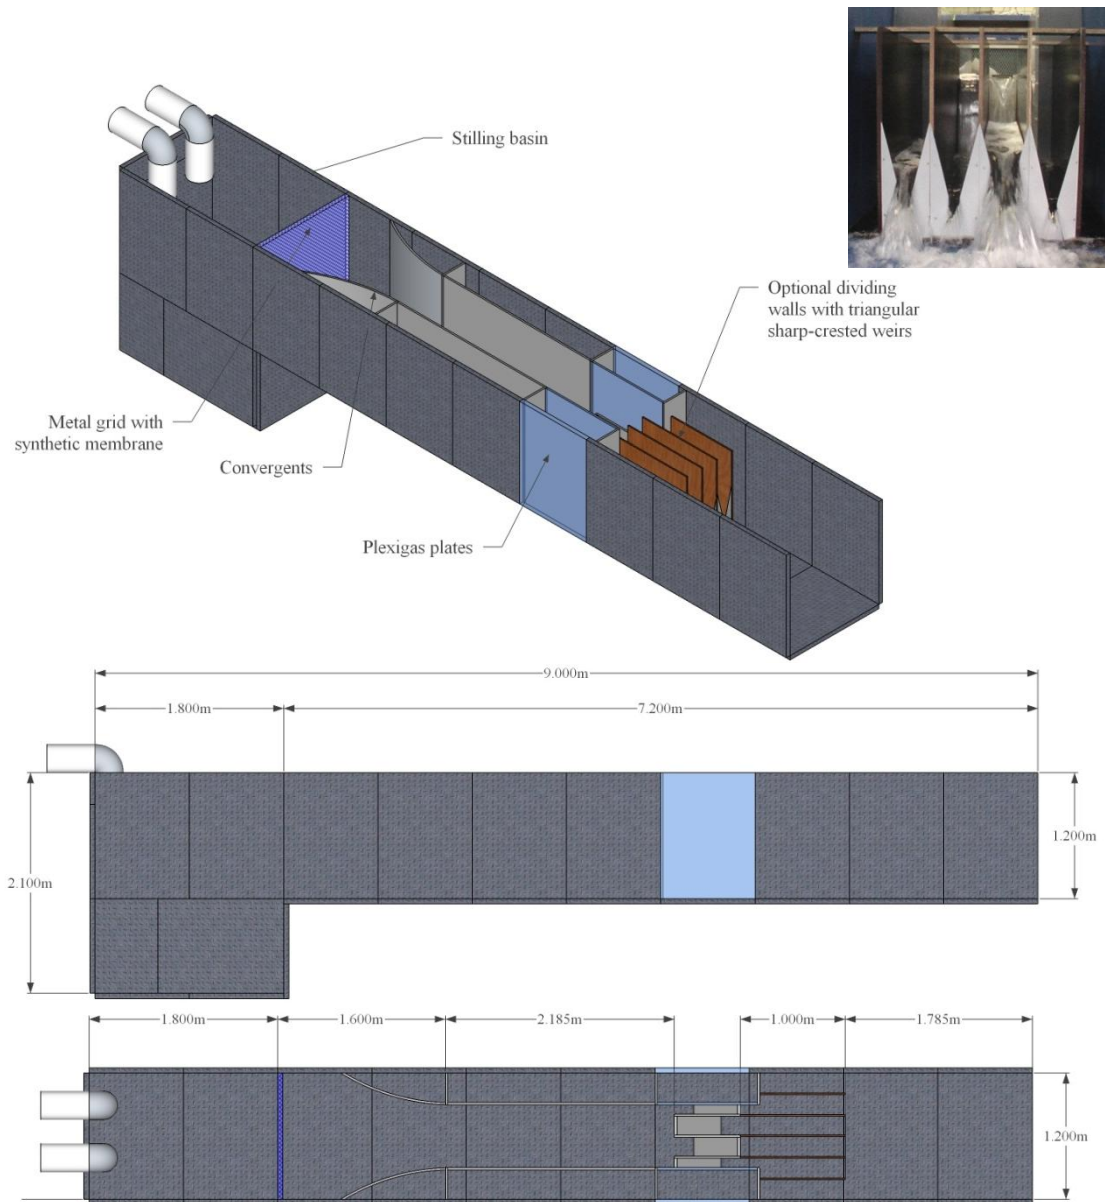 Stilling basin
Optional dividing
walls with triangular
sharp-crested weirs
Metal grid with
synthetic membrane
Convergents
Plexigas plates
9.000m
1.800m
7.200m
2.100m
1.200m
1.800m
1.600m
2.185m
1.000m
1.785m
1.200m